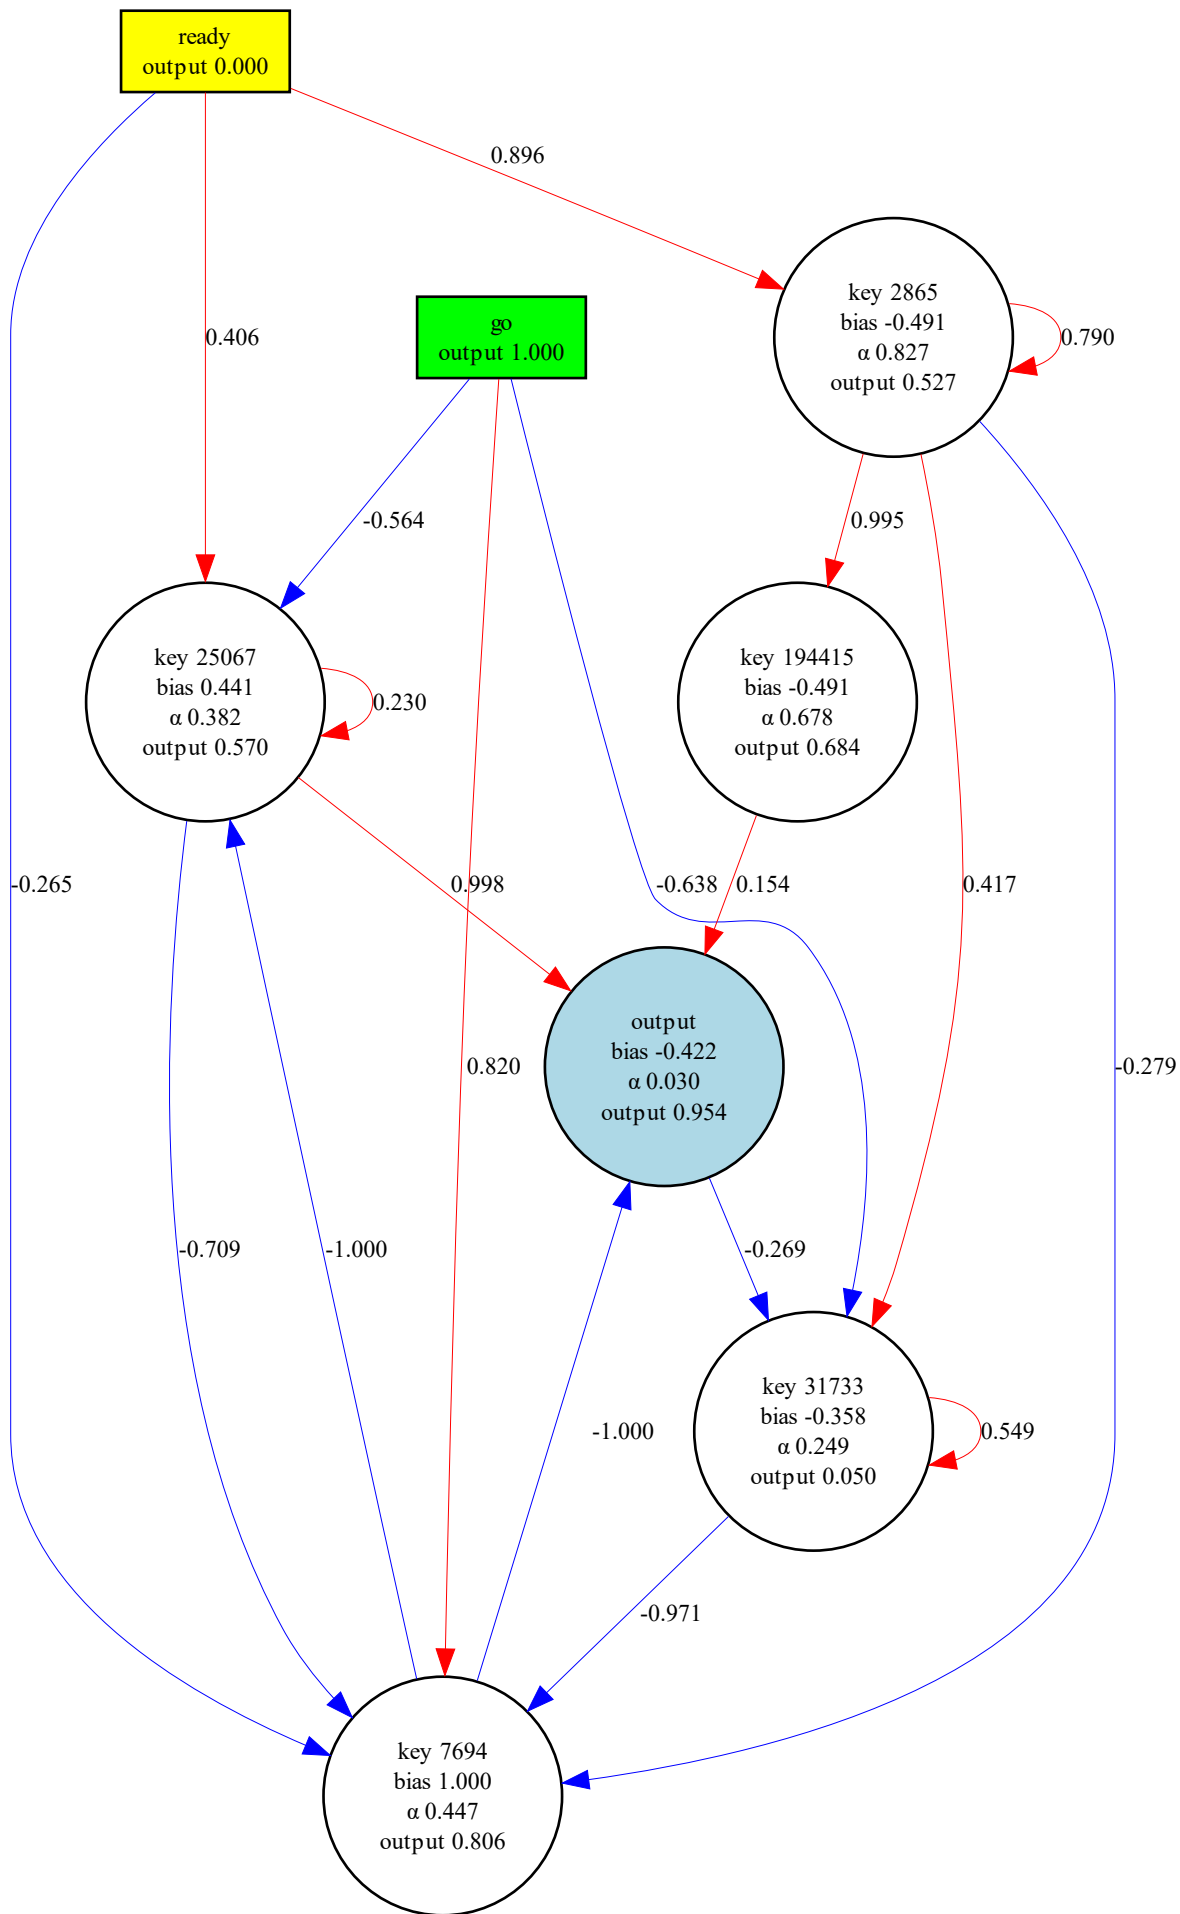 ready
output 0.000
0.896
key 2865
bias -0.491
α 0.827
output 0.527
0.790
go
output 1.000
0.406
-0.564
0.995
key 25067
bias 0.441
α 0.382
output 0.570
0.230
key 194415
bias -0.491
α 0.678
output 0.684
-0.265
0.998
-0.638
0.154
0.417
output
bias -0.422
α 0.030
output 0.954
0.820
-0.279
-0.709
-1.000
-0.269
-1.000
key 31733
bias -0.358
α 0.249
output 0.050
0.549
-0.971
key 7694
bias 1.000
α 0.447
output 0.806